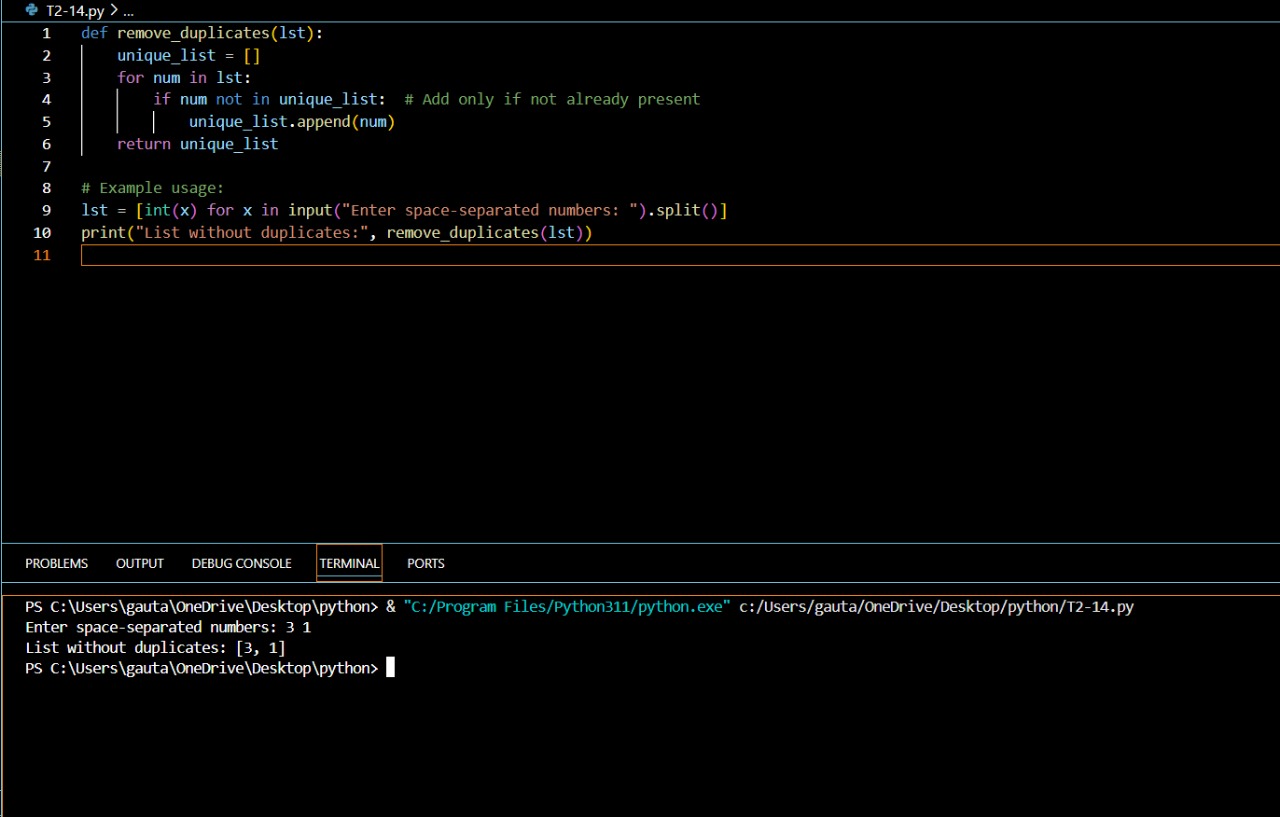 T2-14.py > ...
1 def remove_duplicates(lst):
2     unique_list = []
3     for num in lst:
4         if num not in unique_list:  # Add only if not already present
5             unique_list.append(num)
6     return unique_list
7
8 # Example usage:
9 lst = [int(x) for x in input("Enter space-separated numbers: ").split()]
10 print("List without duplicates:", remove_duplicates(lst))
11
PROBLEMS OUTPUT DEBUG CONSOLE TERMINAL PORTS
PS C:\Users\gauta\OneDrive\Desktop\python> & "C:/Program Files/Python311/python.exe" c:/Users/gauta/OneDrive/Desktop/python/T2-14.py
Enter space-separated numbers: 3 1
List without duplicates: [3, 1]
PS C:\Users\gauta\OneDrive\Desktop\python>